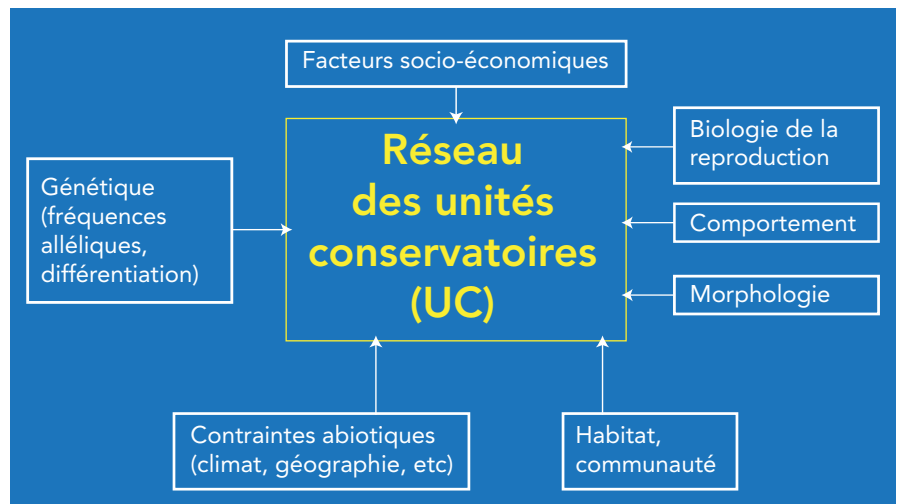 Facteurs socio-économiques
Réseau
des unités
conservatoires
(UC)
Génétique
(fréquences
alléliques,
différentiation)
Biologie de la
reproduction
Comportement
Morphologie
Contraintes abiotiques
(climat, géographie, etc)
Habitat,
communauté